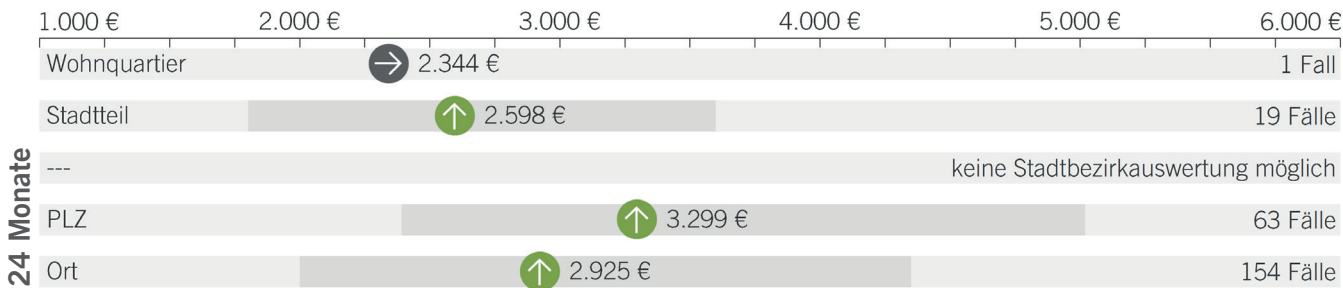 1.000 € 2.000 € 3.000 € 4.000 € 5.000 € 6.000 €
Wohnquartier 2.344 € 1 Fall
Stadtteil 2.598 € 19 Fälle
--- keine Stadtbezirkauswertung möglich
PLZ 3.299 € 63 Fälle
Ort 2.925 € 154 Fälle
24 Monate